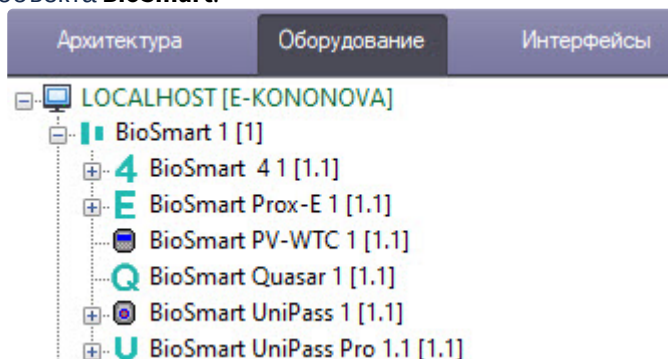 объекта BioSmart.
Архитектура Оборудование Интерфейсы
LOCALHOST [E-KONONOVA]
BioSmart 1 [1]
BioSmart 4 1 [1.1]
BioSmart Prox-E 1 [1.1]
BioSmart PV-WTC 1 [1.1]
BioSmart Quasar 1 [1.1]
BioSmart UniPass 1 [1.1]
BioSmart UniPass Pro 1.1 [1.1]